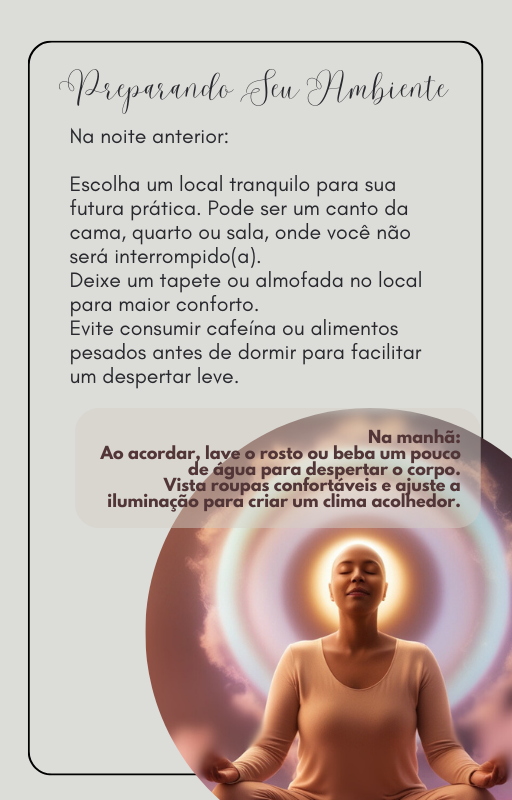 Preparando Seu Ambiente
Na noite anterior:
Escolha um local tranquilo para sua
futura prática. Pode ser um canto da
cama, quarto ou sala, onde você não
será interrompido(a).
Deixe um tapete ou almofada no local
para maior conforto.
Evite consumir cafeína ou alimentos
pesados antes de dormir para facilitar
um despertar leve.
Na manhã:
Ao acordar, lave o rosto ou beba um pouco
de água para despertar o corpo.
Vista roupas confortáveis e ajuste a
iluminação para criar um clima acolhedor.